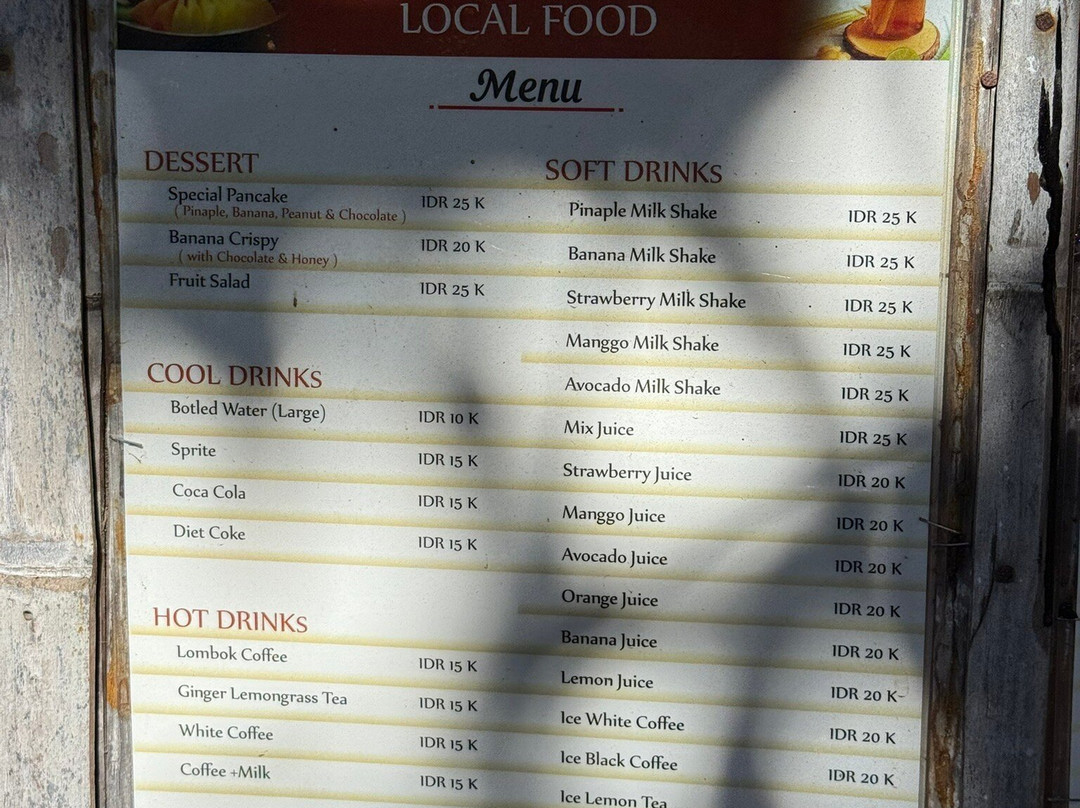 LOCAL FOOD
Menu
DESSERT
Special Pancake IDR 25 K
( Pinaple, Banana, Peanut & Chocolate )
Banana Crispy IDR 20 K
( with Chocolate & Honey )
Fruit Salad IDR 25 K
COOL DRINKs
Botled Water (Large) IDR 10 K
Sprite IDR 15 K
Coca Cola IDR 15 K
Diet Coke IDR 15 K
HOT DRINKs
Lombok Coffee IDR 15 K
Ginger Lemongrass Tea IDR 15 K
White Coffee IDR 15 K
Coffee +Milk IDR 15 K
SOFT DRINKs
Pinaple Milk Shake IDR 25 K
Banana Milk Shake IDR 25 K
Strawberry Milk Shake IDR 25 K
Manggo Milk Shake IDR 25 K
Avocado Milk Shake IDR 25 K
Mix Juice IDR 25 K
Strawberry Juice IDR 20 K
Manggo Juice IDR 20 K
Avocado Juice IDR 20 K
Orange Juice IDR 20 K
Banana Juice IDR 20 K
Lemon Juice IDR 20 K
Ice White Coffee IDR 20 K
Ice Black Coffee IDR 20 K
Ice Lemon Tea